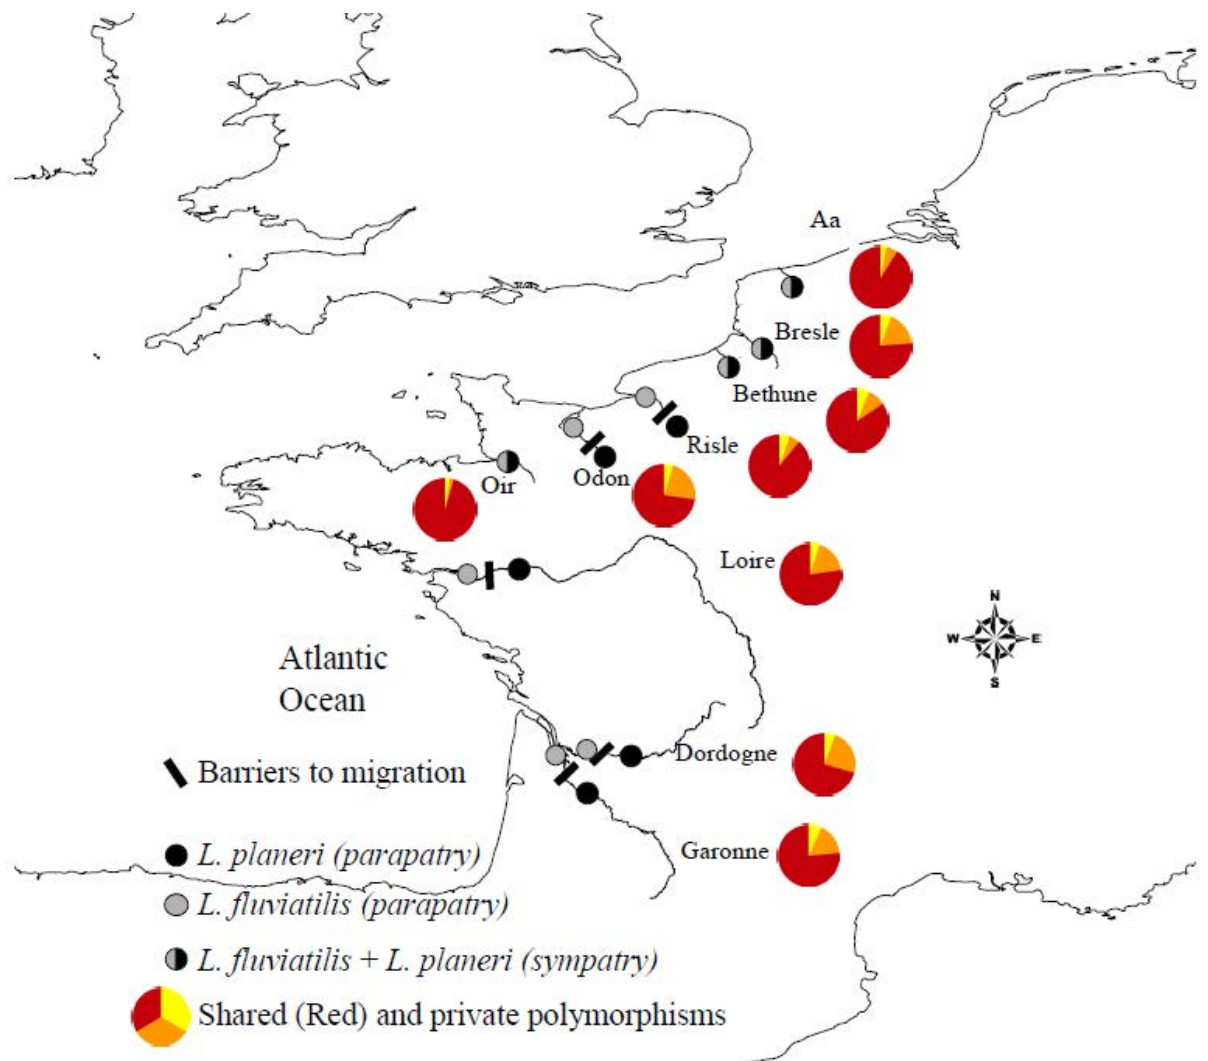 Aa
Bresle
Bethune
Risle
Odon
Oir
Loire
N
W E
S
Atlantic
Ocean
Dordogne
Barriers to migration
Garonne
L. planeri (parapatry)
L. fluviatilis (parapatry)
L. fluviatilis + L. planeri (sympatry)
Shared (Red) and private polymorphisms